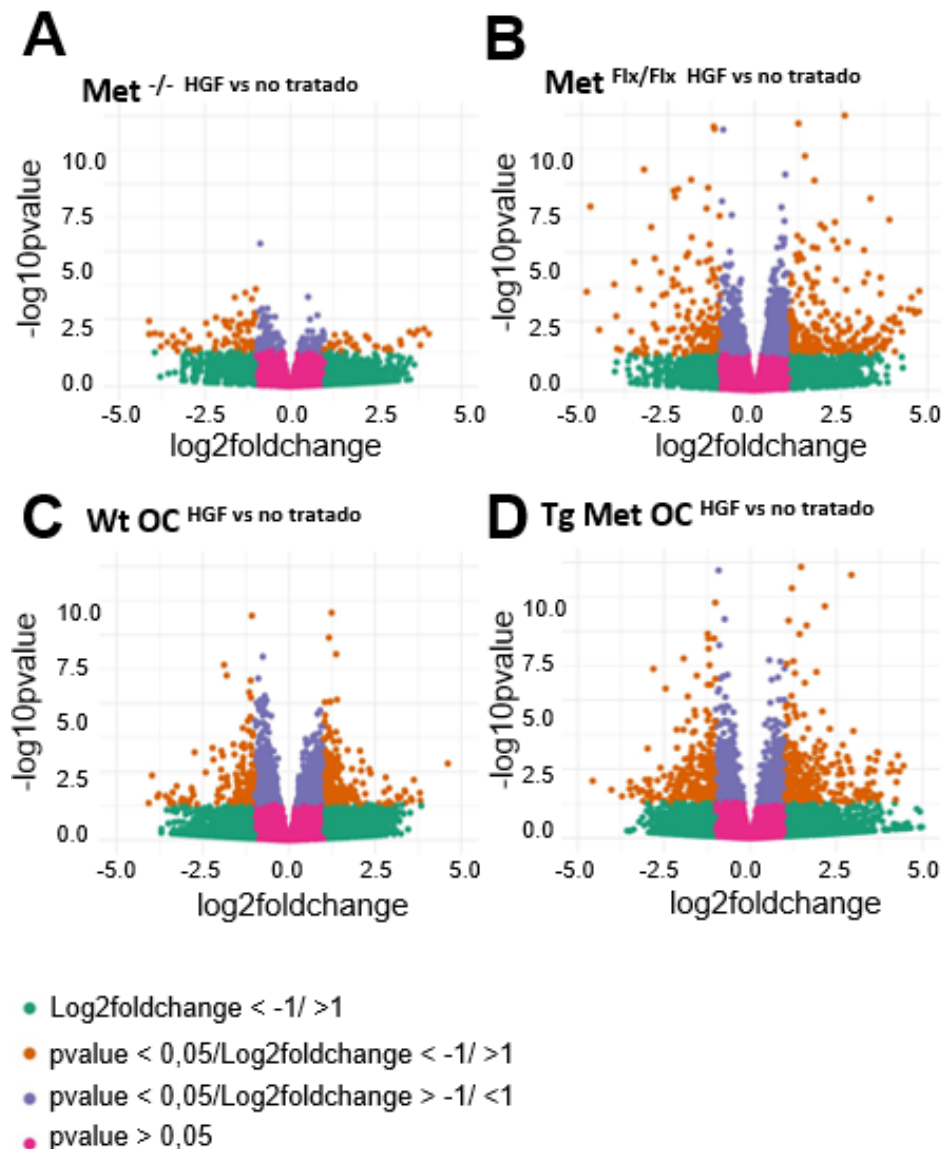 A
Met -/- HGF vs no tratado
-log10pvalue
10.0
7.5
5.0
2.5
0.0
-5.0 -2.5 0.0 2.5 5.0
log2foldchange
B
Met Flx/Flx HGF vs no tratado
-log10pvalue
10.0
7.5
5.0
2.5
0.0
-5.0 -2.5 0.0 2.5 5.0
log2foldchange
C Wt OC HGF vs no tratado
-log10pvalue
10.0
7.5
5.0
2.5
0.0
-5.0 -2.5 0.0 2.5 5.0
log2foldchange
D Tg Met OC HGF vs no tratado
-log10pvalue
10.0
7.5
5.0
2.5
0.0
-5.0 -2.5 0.0 2.5 5.0
log2foldchange
Log2foldchange < -1/ >1
pvalue < 0,05/Log2foldchange < -1/ >1
pvalue < 0,05/Log2foldchange > -1/ <1
pvalue > 0,05